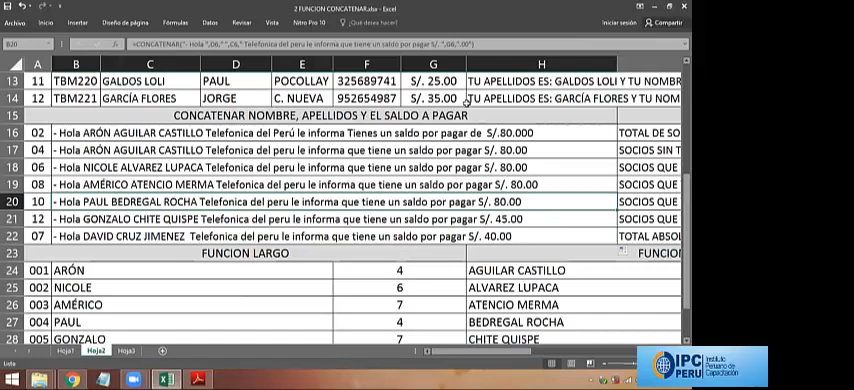 2 FUNCION CONCATENAR.xlsx - Excel
Archivo Inicio Insertar Diseño de página Fórmulas Datos Revisar Vista Nitro Pro 10 ¿Qué desea hacer? Iniciar sesión Compartir
B20 =CONCATENAR("- Hola ",D6," ",C6," Telefonica del peru le informa que tiene un saldo por pagar S/. ",G6,".00")
A B C D E F G H
13 11 TBM220 GALDOS LOLI PAUL POCOLLAY 325689741 S/. 25.00 TU APELLIDOS ES: GALDOS LOLI Y TU NOMBR
14 12 TBM221 GARCÍA FLORES JORGE C. NUEVA 952654987 S/. 35.00 TU APELLIDOS ES: GARCÍA FLORES Y TU NOM
15 CONCATENAR NOMBRE, APELLIDOS Y EL SALDO A PAGAR
16 02 - Hola ARÓN AGUILAR CASTILLO Telefonica del Perú le informa Tienes un saldo por pagar de S/.80.000 TOTAL DE SO
17 04 - Hola ARÓN AGUILAR CASTILLO Telefonica del peru le informa que tiene un saldo por pagar S/. 80.00 SOCIOS SIN T
18 06 - Hola NICOLE ALVAREZ LUPACA Telefonica del peru le informa que tiene un saldo por pagar S/. 80.00 SOCIOS QUE
19 08 - Hola AMÉRICO ATENCIO MERMA Telefonica del peru le informa que tiene un saldo por pagar S/. 80.00 SOCIOS QUE
20 10 - Hola PAUL BEDREGAL ROCHA Telefonica del peru le informa que tiene un saldo por pagar S/. 80.00 SOCIOS QUE
21 12 - Hola GONZALO CHITE QUISPE Telefonica del peru le informa que tiene un saldo por pagar S/. 45.00 SOCIOS QUE
22 07 - Hola DAVID CRUZ JIMENEZ Telefonica del peru le informa que tiene un saldo por pagar S/. 40.00 TOTAL ABSOL
23 FUNCION LARGO FUNCION
24 001 ARÓN 4 AGUILAR CASTILLO
25 002 NICOLE 6 ALVAREZ LUPACA
26 003 AMÉRICO 7 ATENCIO MERMA
27 004 PAUL 4 BEDREGAL ROCHA
28 005 GONZALO 7 CHITE QUISPE
Hoja1 Hoja2 Hoja3
Listo
IPC PERU Instituto Peruano de Capacitación